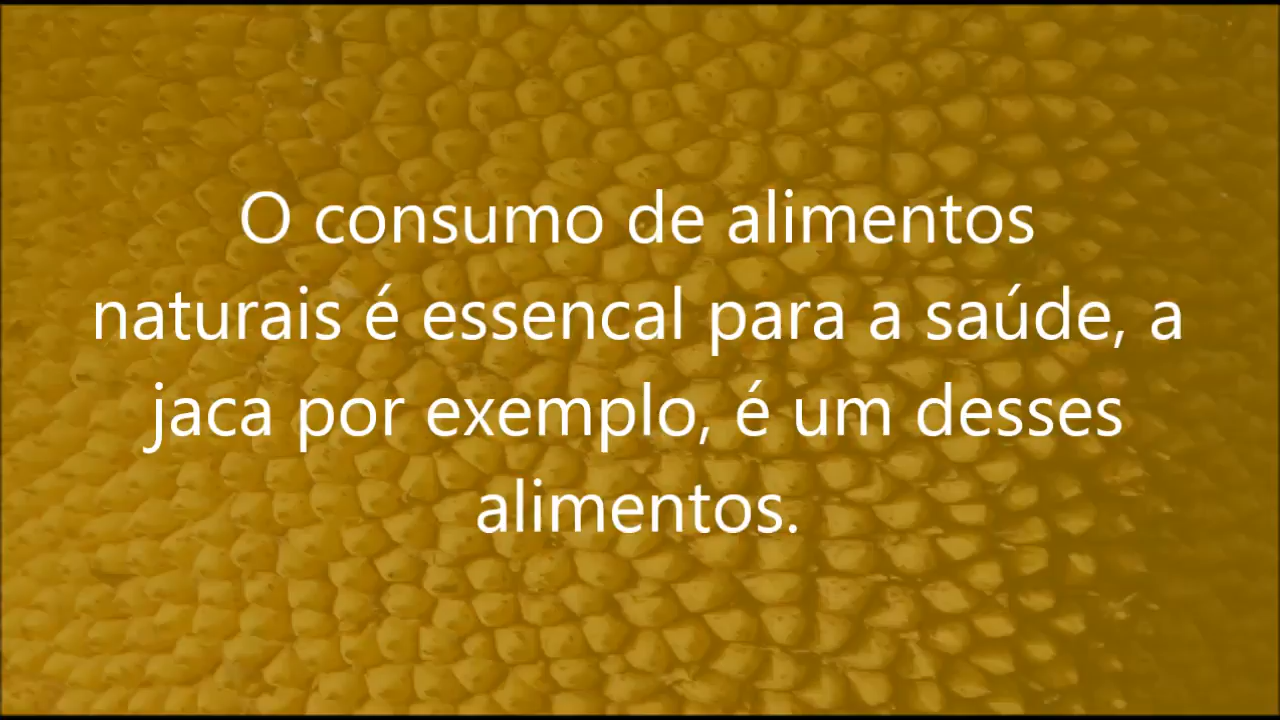 O consumo de alimentos
naturais é essencal para a saúde, a
jaca por exemplo, é um desses
alimentos.